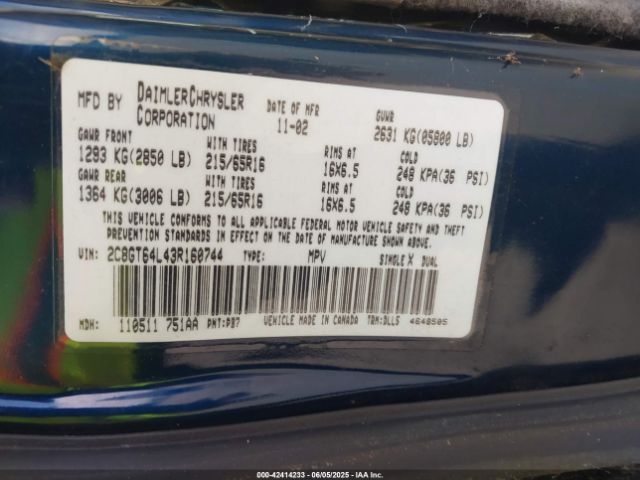 MFD BY DAIMLERCHRYSLER CORPORATION DATE OF MFR 11-02 GVWR 2631 KG(05800 LB)
GAWR FRONT WITH TIRES RIMS AT COLD
1293 KG(2850 LB) 215/65R16 16X6.5 248 KPA(36 PSI)
GAWR REAR WITH TIRES RIMS AT COLD
1364 KG(3006 LB) 215/65R16 16X6.5 248 KPA(36 PSI)
THIS VEHICLE CONFORMS TO ALL APPLICABLE FEDERAL MOTOR VEHICLE SAFETY AND THEFT
PREVENTION STANDARDS IN EFFECT ON THE DATE OF MANUFACTURE SHOWN ABOVE.
VIN: 2C8GT64L43R160744 TYPE: MPV SINGLE X DUAL
MDH: 110511 751AA PNT:PB7 VEHICLE MADE IN CANADA TRM:DLL5 4648505
000-42414233 - 06/05/2025 - IAAI.com